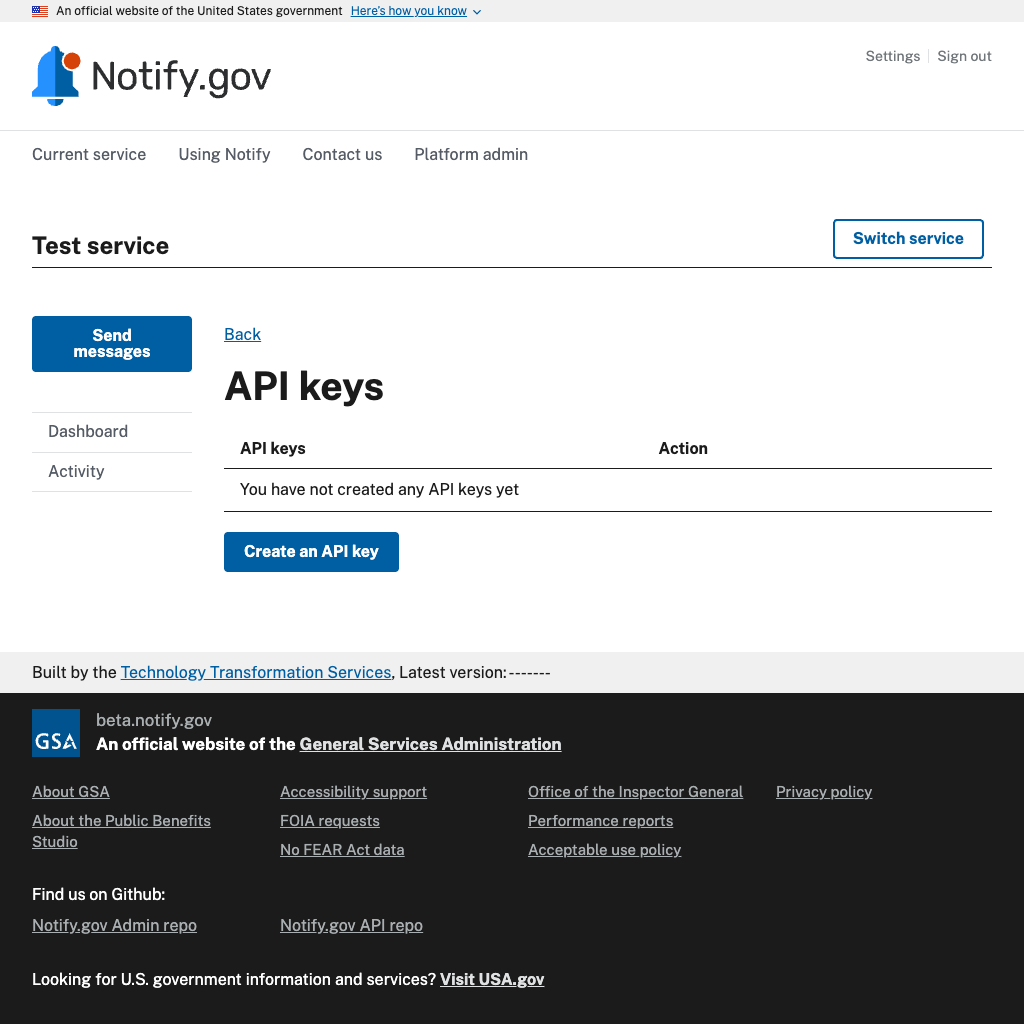 An official website of the United States government Here's how you know
Notify.gov
Settings Sign out
Current service Using Notify Contact us Platform admin
Test service
Switch service
Send
messages
Dashboard
Activity
Back
API keys
API keys Action
You have not created any API keys yet
Create an API key
Built by the Technology Transformation Services, Latest version:-------
GSA
beta.notify.gov
An official website of the General Services Administration
About GSA
About the Public Benefits
Studio
Accessibility support
FOIA requests
No FEAR Act data
Office of the Inspector General
Performance reports
Acceptable use policy
Privacy policy
Find us on Github:
Notify.gov Admin repo Notify.gov API repo
Looking for U.S. government information and services? Visit USA.gov